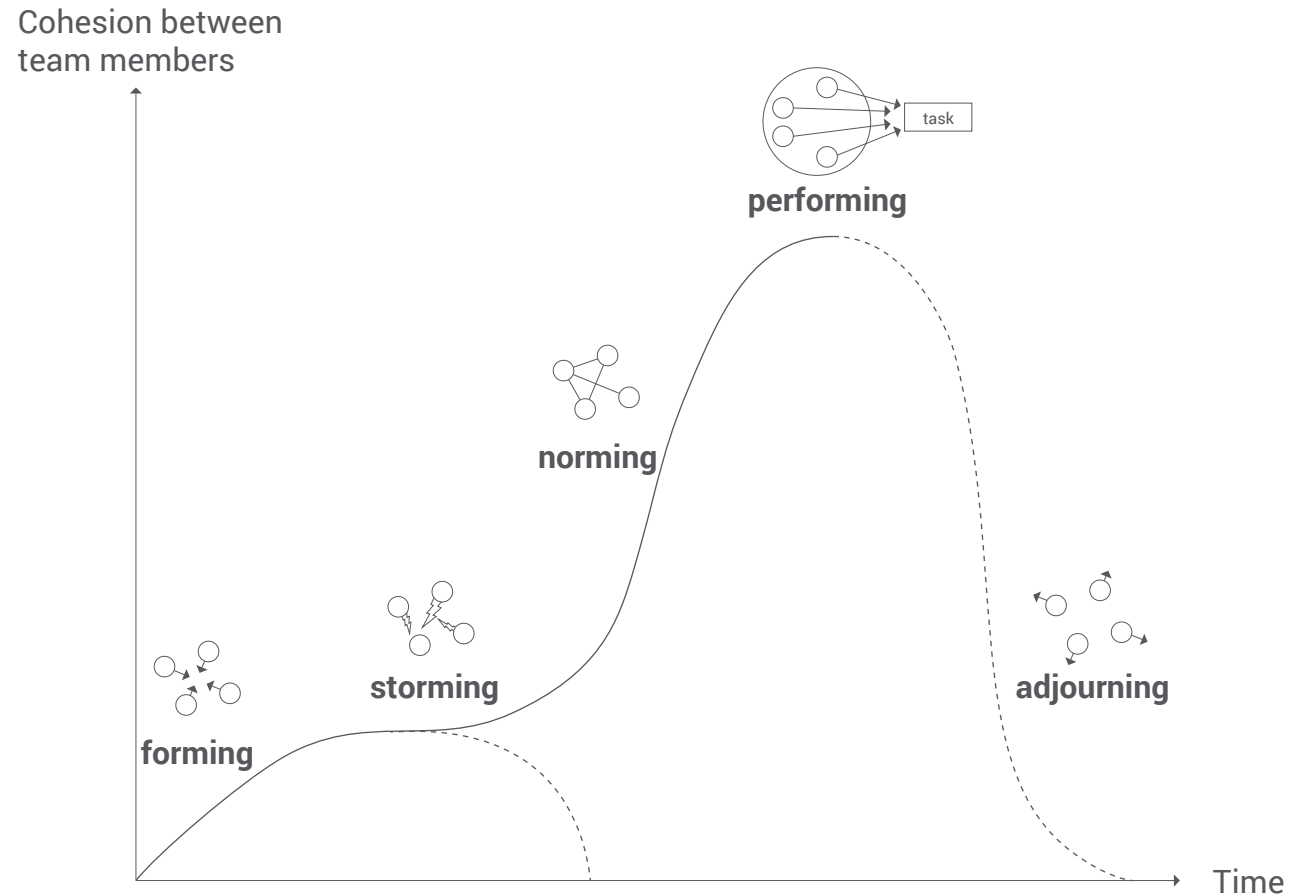 Cohesion between
team members
task
performing
norming
storming
adjourning
forming
Time